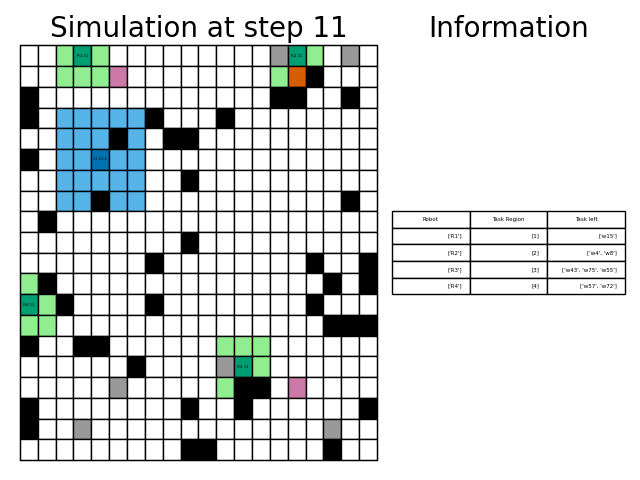 Simulation at step 11
Information
Robot Task Region Task left
['R1'] [1] ['w15']
['R2'] [2] ['w4', 'w8']
['R3'] [3] ['w43', 'w75', 'w55']
['R4'] [4] ['w57', 'w72']